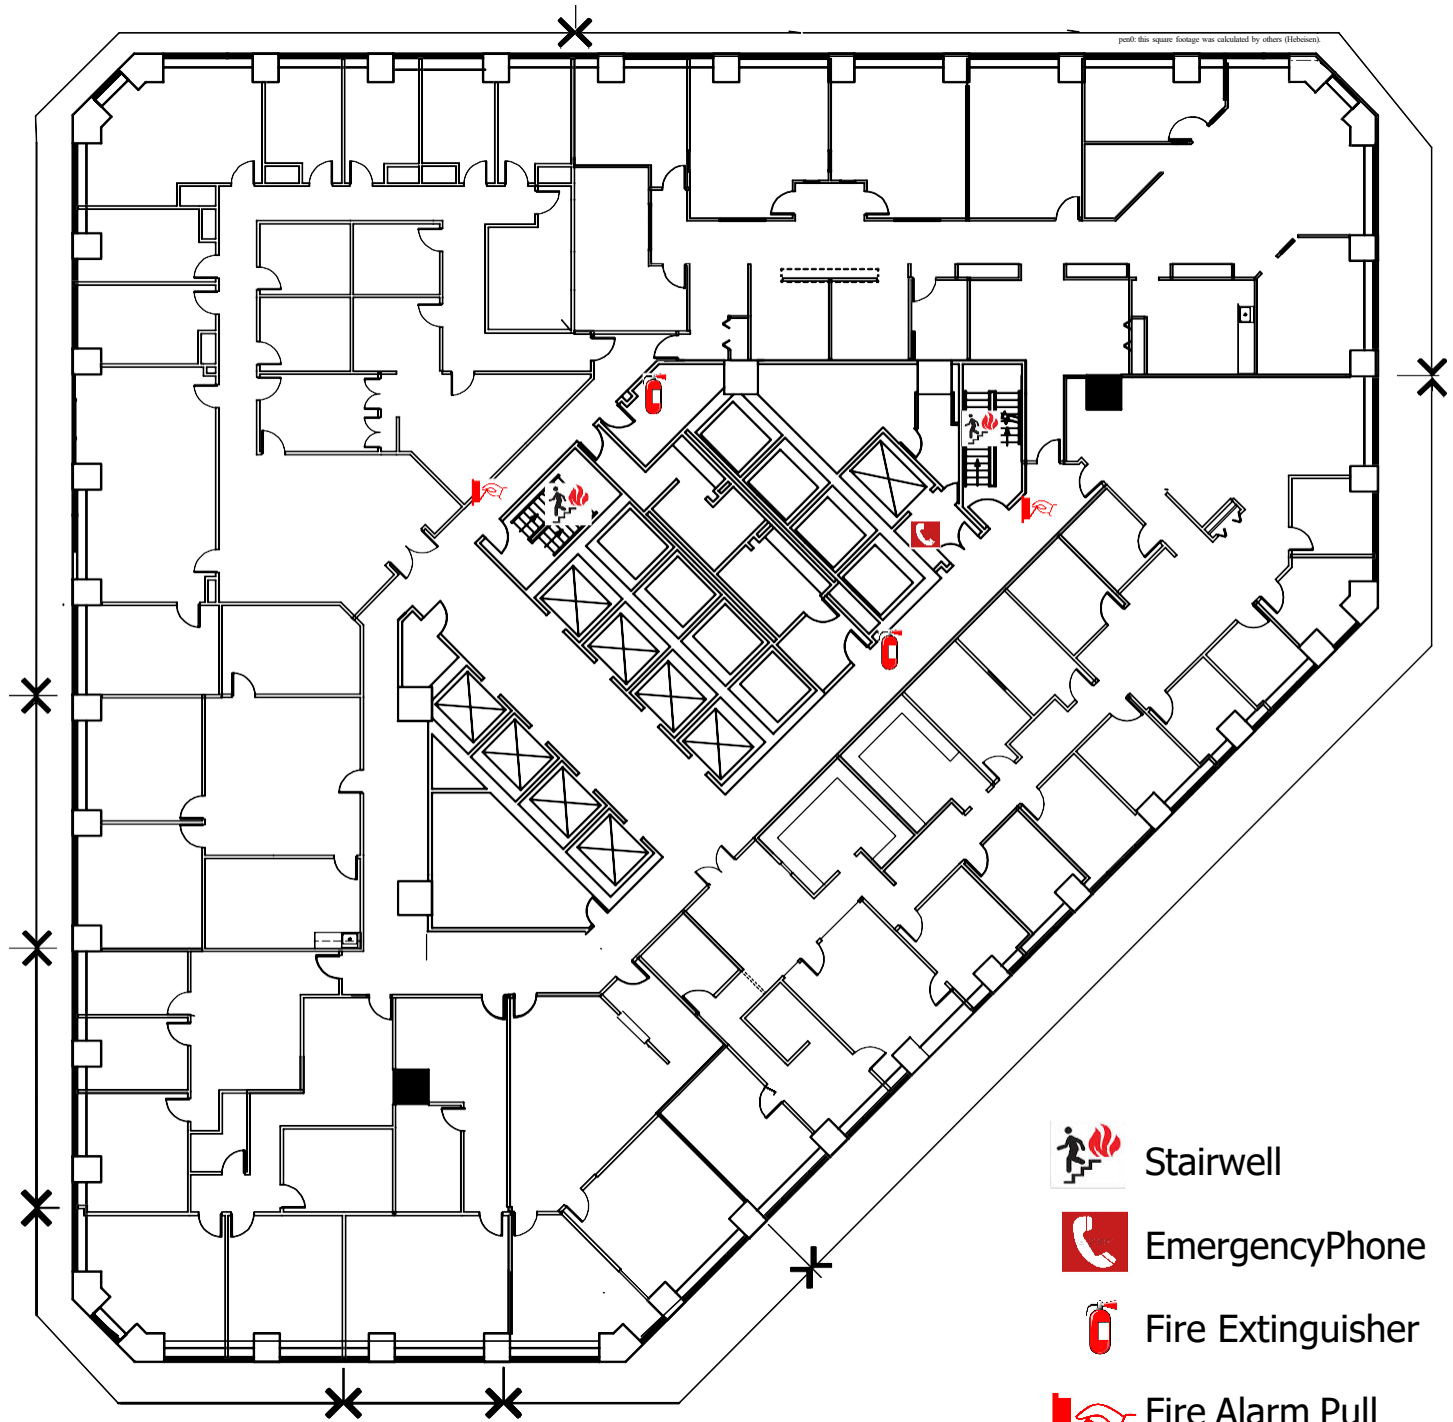 pen0: this square footage was calculated by others (Hebeisen).
Stairwell
EmergencyPhone
Fire Extinguisher
Fire Alarm Pull